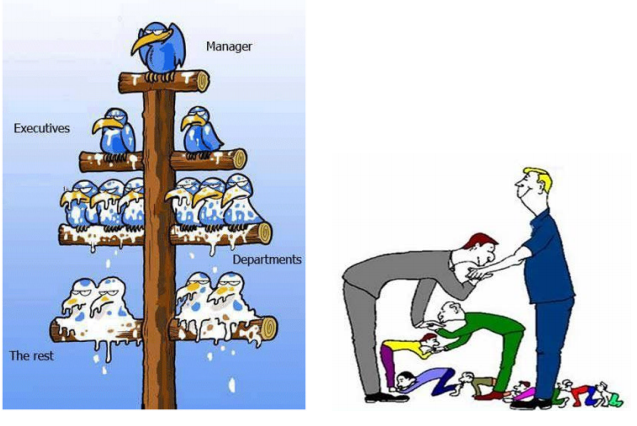 Manager
Executives
Departments
The rest